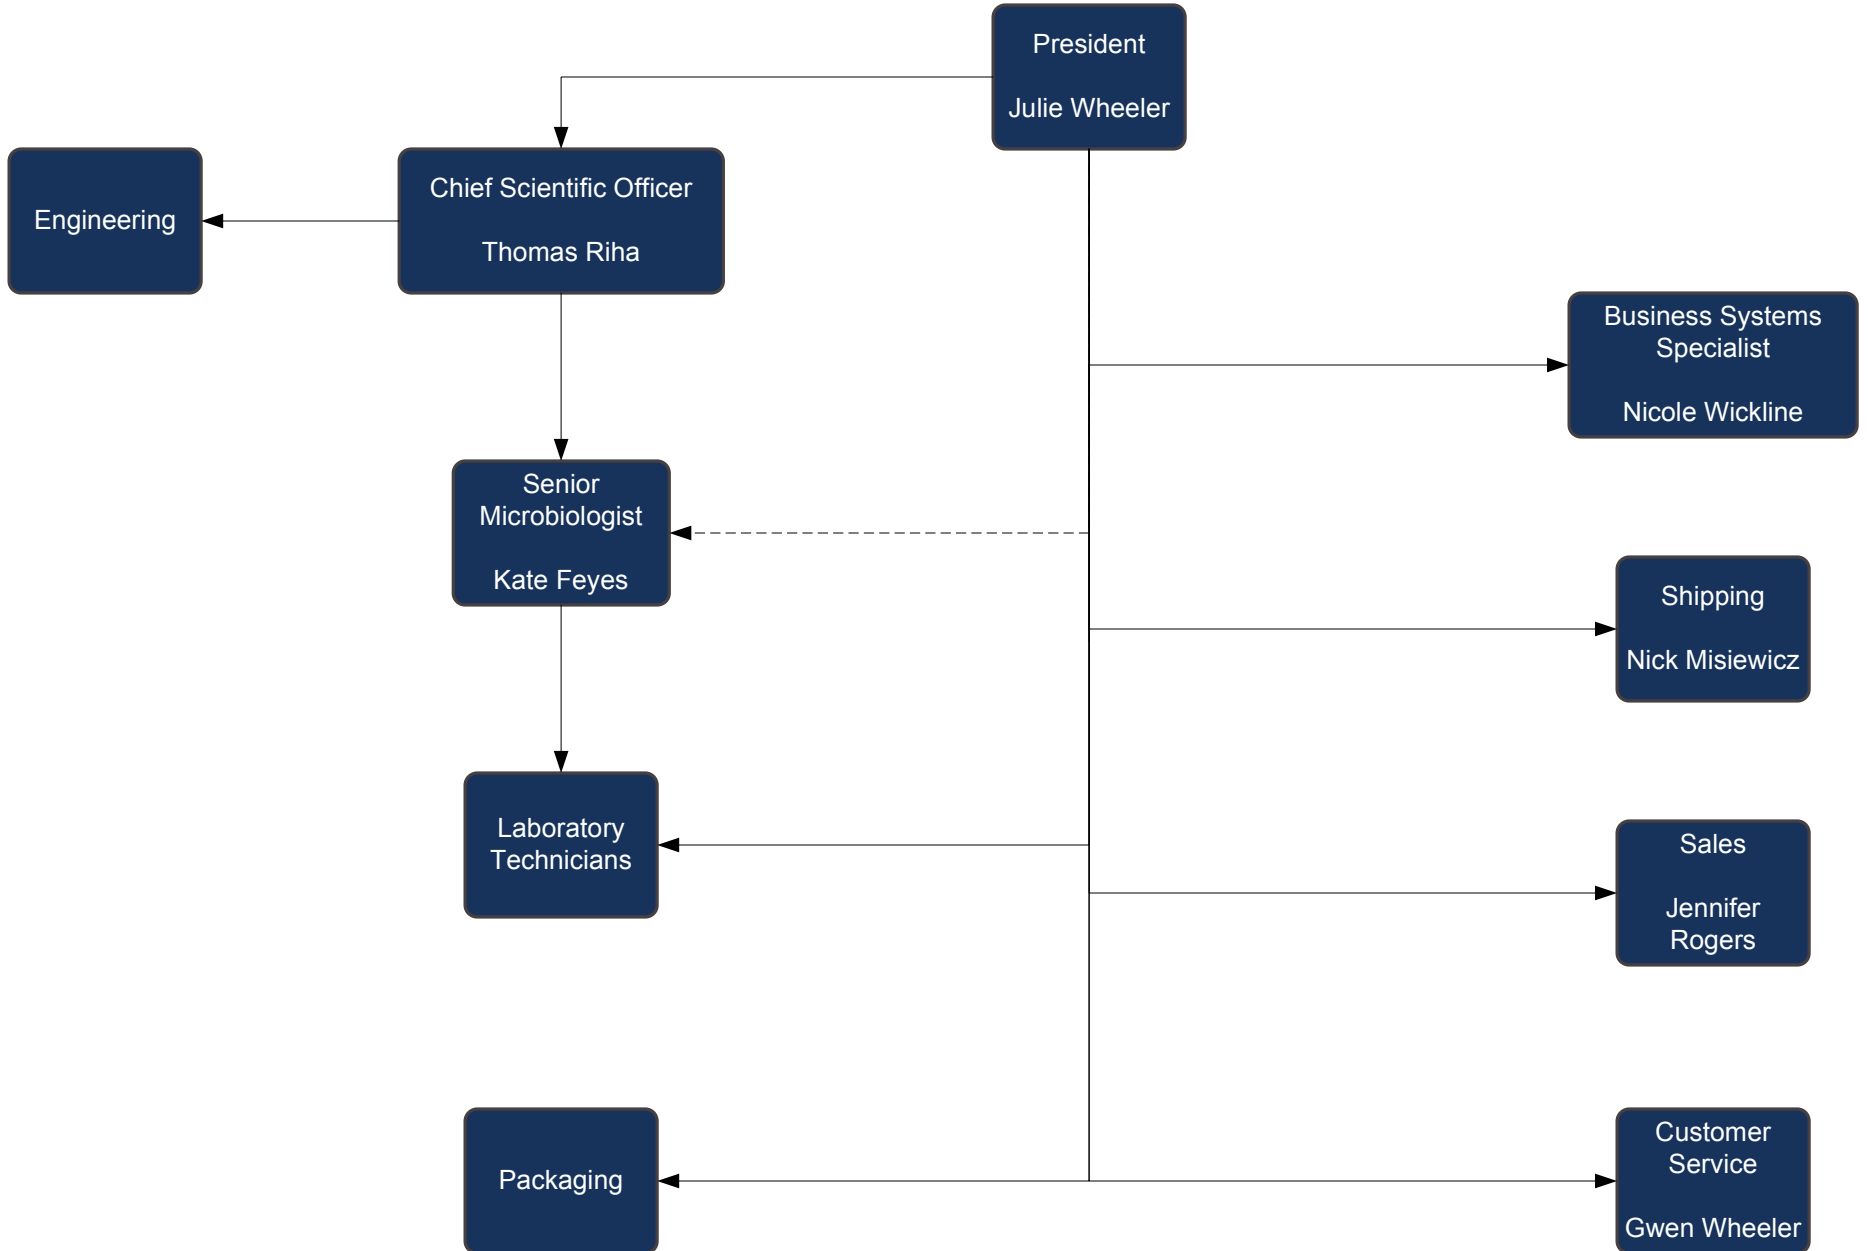 President
Julie Wheeler
Chief Scientific Officer
Thomas Riha
Engineering
Business Systems
Specialist
Nicole Wickline
Senior
Microbiologist
Kate Feyes
Shipping
Nick Misiewicz
Laboratory
Technicians
Sales
Jennifer
Rogers
Packaging
Customer
Service
Gwen Wheeler